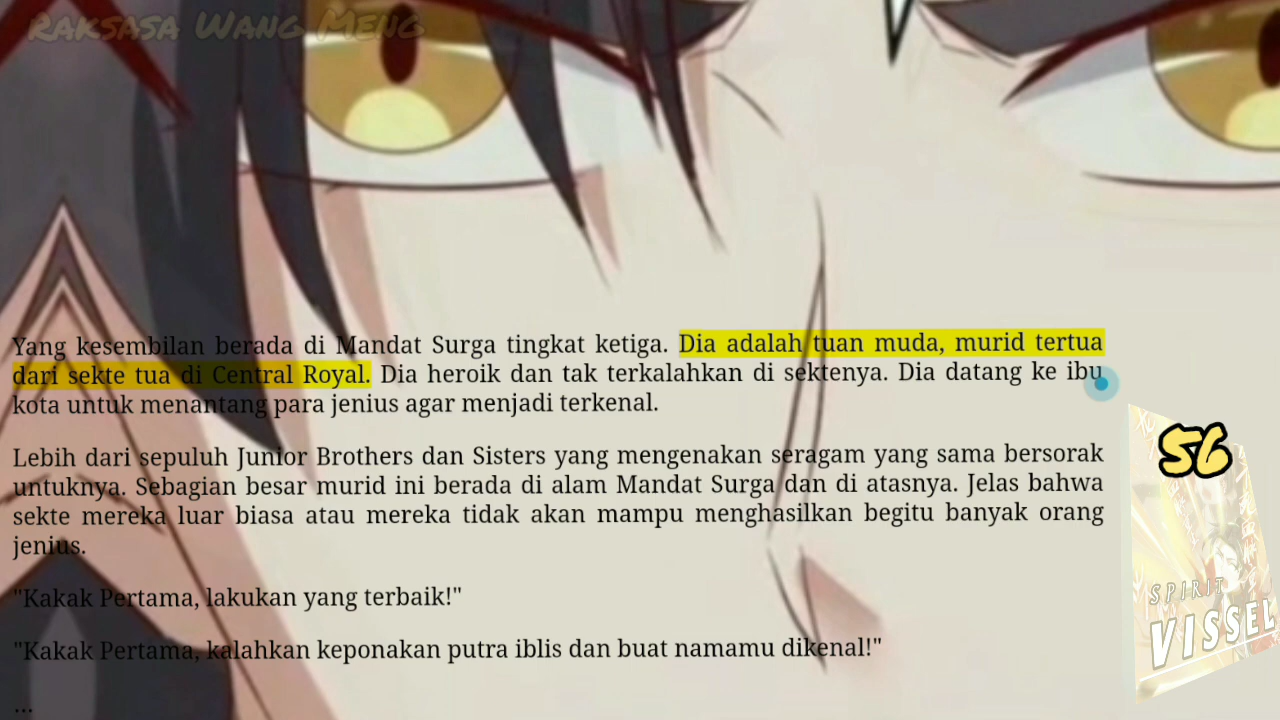 Raksasa Wang Meng
Yang kesembilan berada di Mandat Surga tingkat ketiga. Dia adalah tuan muda, murid tertua
dari sekte tua di Central Royal. Dia heroik dan tak terkalahkan di sektenya. Dia datang ke ibu
kota untuk menantang para jenius agar menjadi terkenal.
Lebih dari sepuluh Junior Brothers dan Sisters yang mengenakan seragam yang sama bersorak
untuknya. Sebagian besar murid ini berada di alam Mandat Surga dan di atasnya. Jelas bahwa
sekte mereka luar biasa atau mereka tidak akan mampu menghasilkan begitu banyak orang
jenius.
"Kakak Pertama, lakukan yang terbaik!"
"Kakak Pertama, kalahkan keponakan putra iblis dan buat namamu dikenal!"
...
56
SPIRIT
VISSEL